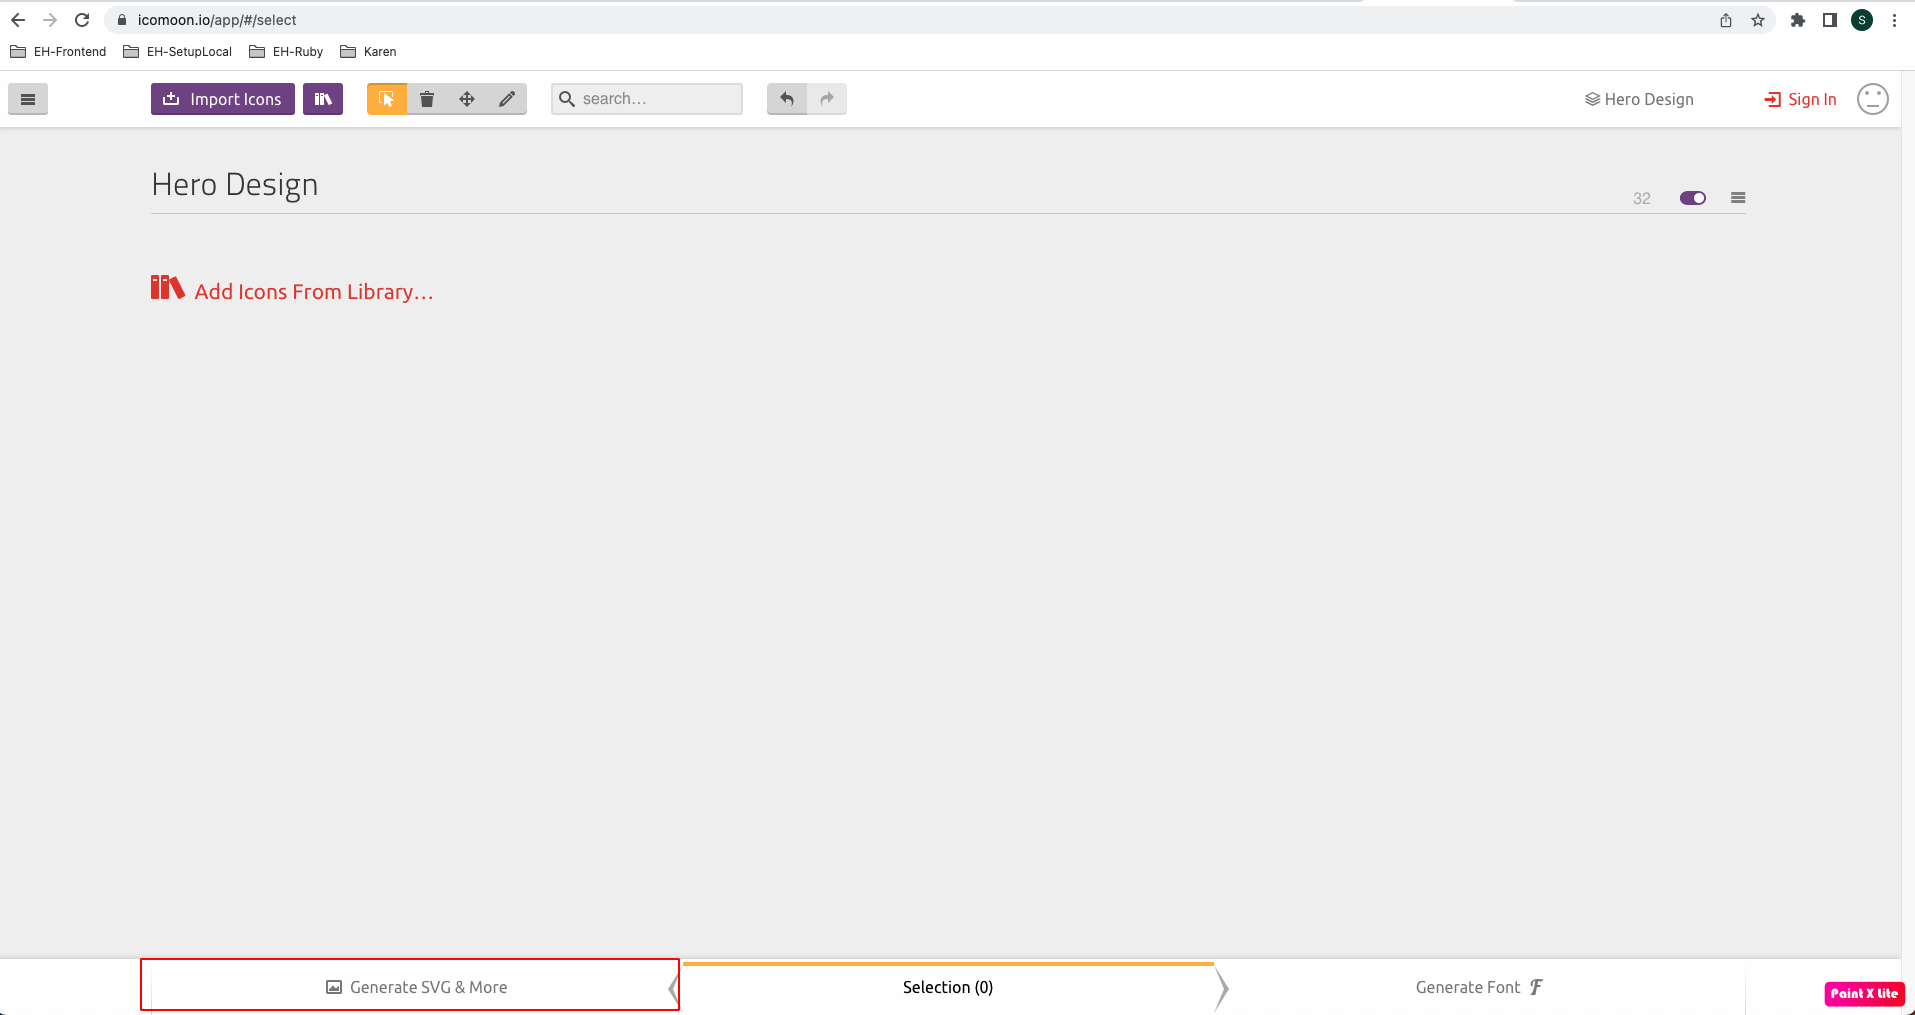 icomoon.io/app/#/select
S
EH-Frontend EH-SetupLocal EH-Ruby Karen
Import Icons search... Hero Design Sign In
Hero Design
32
Add Icons From Library...
Generate SVG & More Selection (0) Generate Font
Paint X Lite